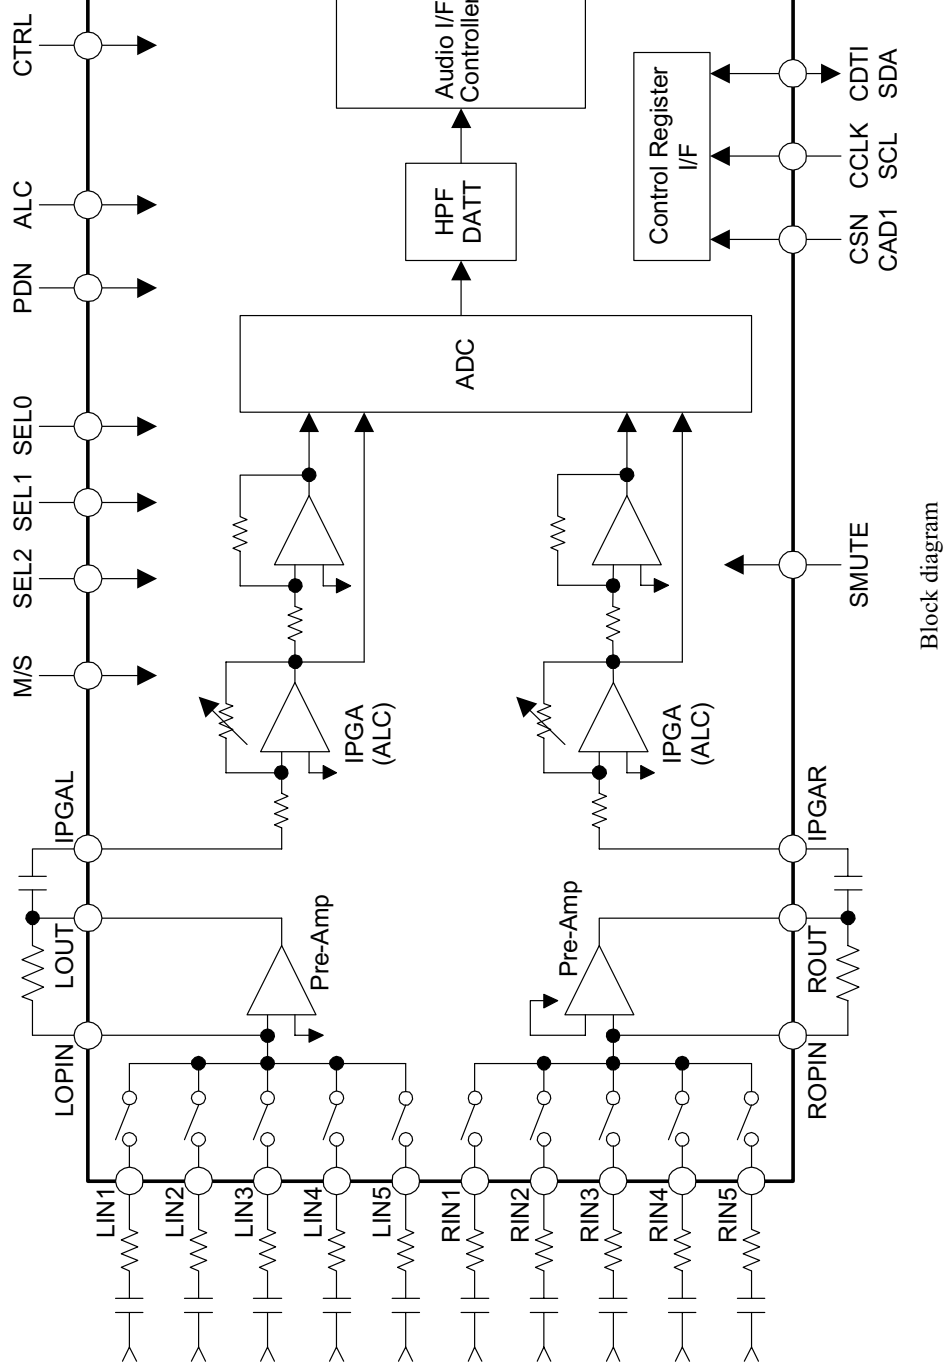 LIN1
LIN2
LIN3
LIN4
LIN5
RIN1
RIN2
RIN3
RIN4
RIN5
LOPIN
LOUT
IPGAL
M/S
SEL2
SEL1
SEL0
PDN
ALC
CTRL
Pre-Amp
Pre-Amp
IPGA
(ALC)
IPGA
(ALC)
ADC
HPF
DATT
Audio I/F
Controller
Control Register
I/F
ROPIN
ROUT
IPGAR
SMUTE
CSN
CAD1
CCLK
SCL
CDTI
SDA
Block diagram